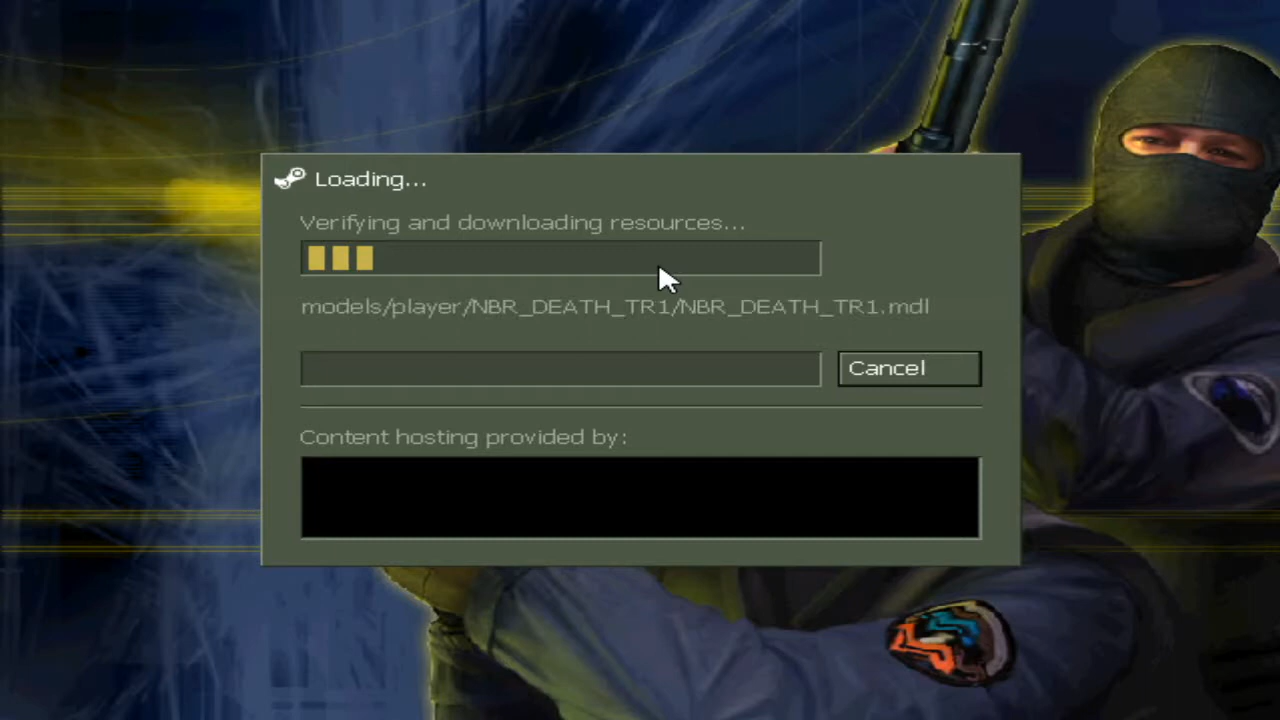 Loading...
Verifying and downloading resources...
models/player/NBR_DEATH_TR1/NBR_DEATH_TR1.mdl
Cancel
Content hosting provided by: